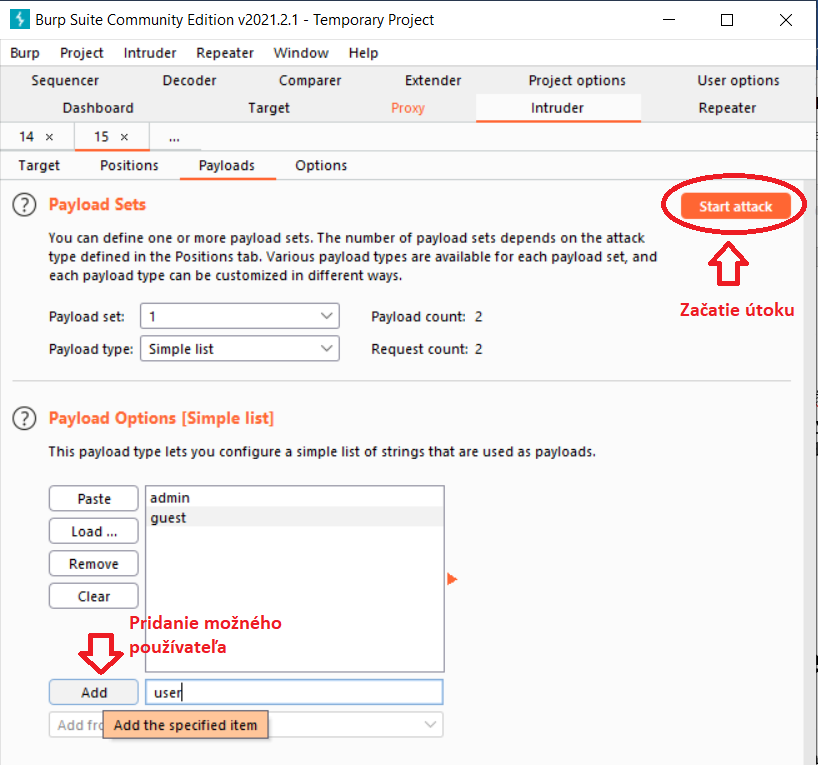 Burp Suite Community Edition v2021.2.1 - Temporary Project
Burp Project Intruder Repeater Window Help
Sequencer Decoder Comparer Extender Project options User options
Dashboard Target Proxy Intruder Repeater
14 × 15 × ...
Target Positions Payloads Options
? Payload Sets
Start attack
You can define one or more payload sets. The number of payload sets depends on the attack
type defined in the Positions tab. Various payload types are available for each payload set, and
each payload type can be customized in different ways.
Začatie útoku
Payload set: 1 Payload count: 2
Payload type: Simple list Request count: 2
? Payload Options [Simple list]
This payload type lets you configure a simple list of strings that are used as payloads.
Paste
Load ...
Remove
Clear
admin
guest
Pridanie možného
používateľa
Add user
Add the specified item